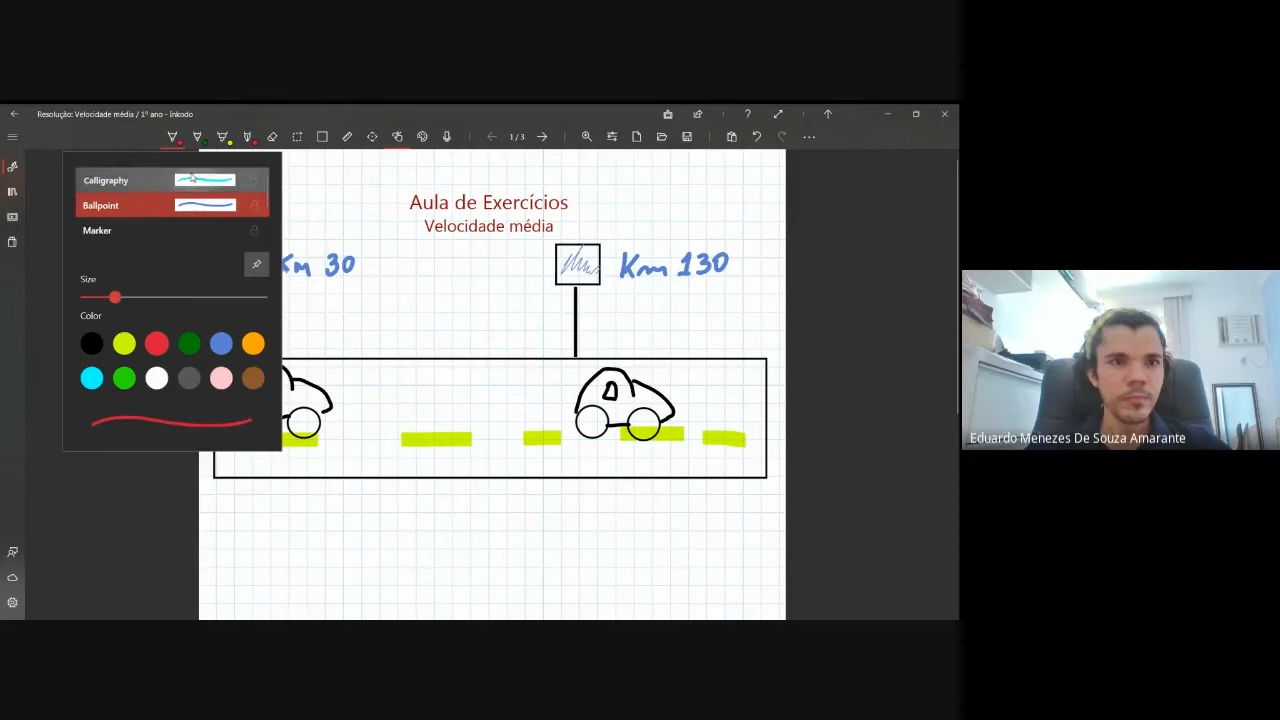 Resolução: Velocidade média / 1º ano - Inkodo
1/3
Calligraphy
Ballpoint
Marker
Size
Color
Aula de Exercícios
Velocidade média
Km 30
Km 130
Eduardo Menezes De Souza Amarante